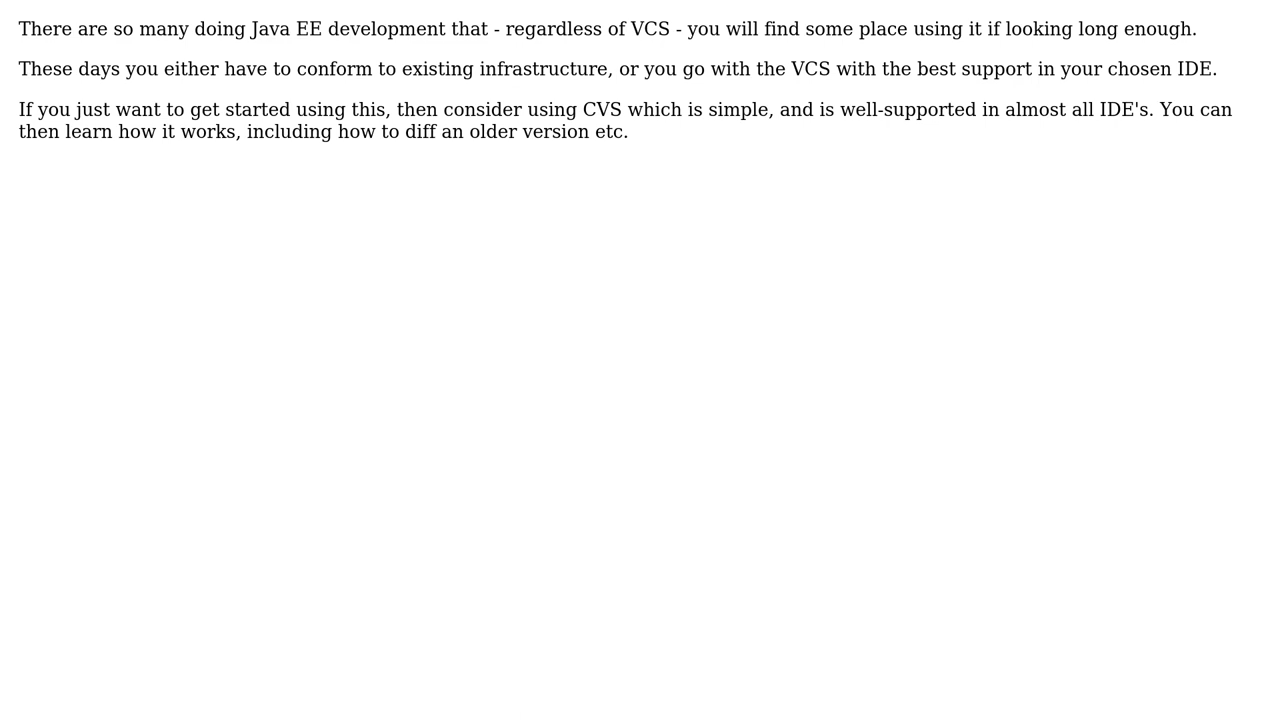 There are so many doing Java EE development that - regardless of VCS - you will find some place using it if looking long enough.
These days you either have to conform to existing infrastructure, or you go with the VCS with the best support in your chosen IDE.
If you just want to get started using this, then consider using CVS which is simple, and is well-supported in almost all IDE's. You can
then learn how it works, including how to diff an older version etc.